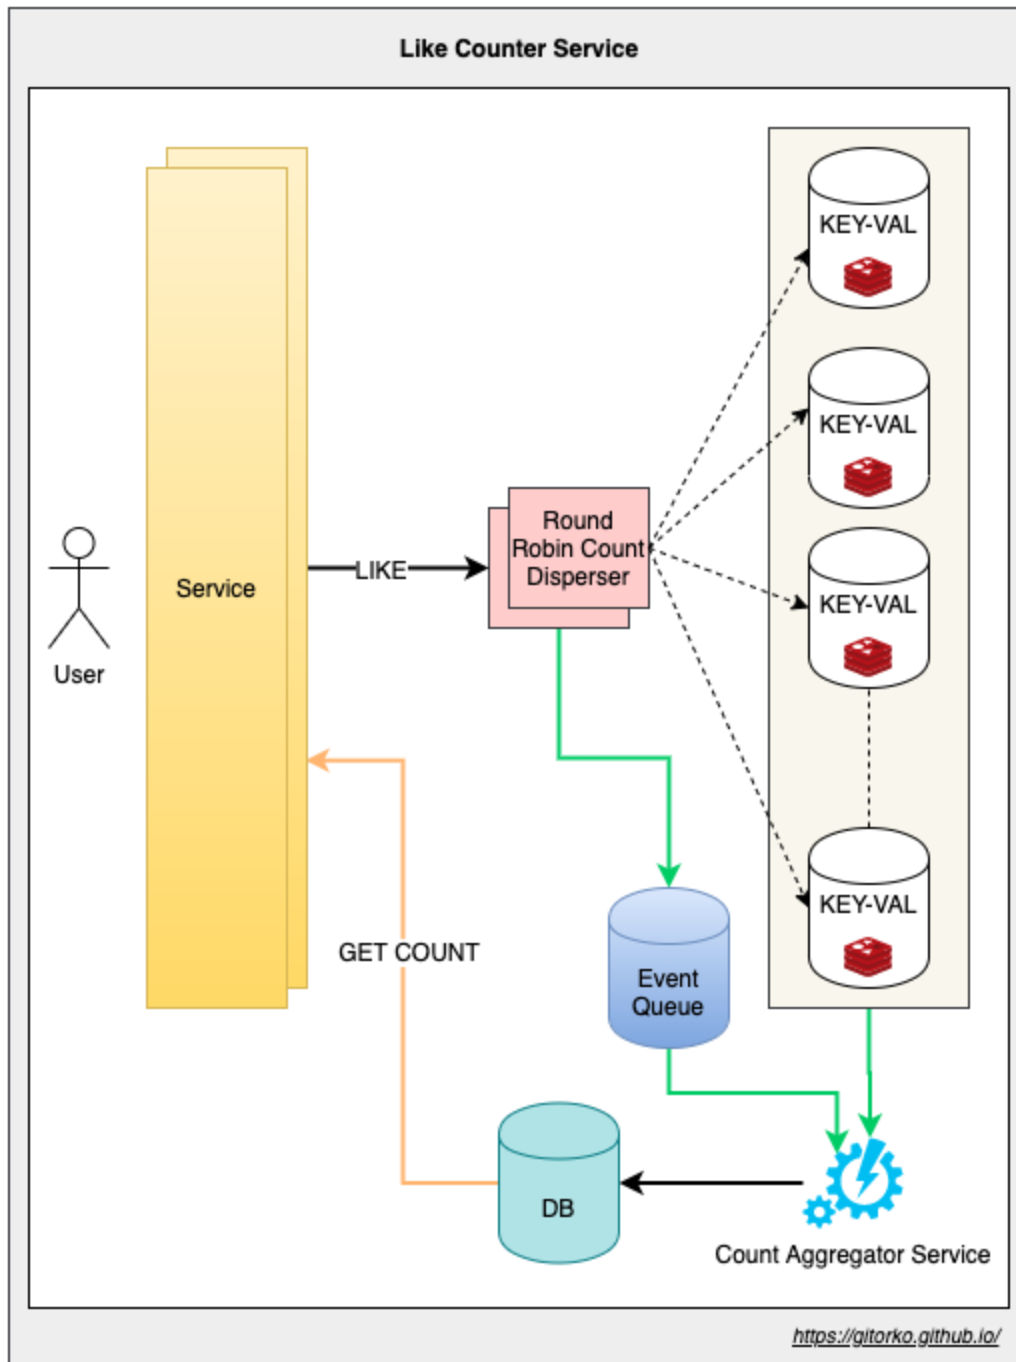 Like Counter Service
KEY-VAL
KEY-VAL
Round
Robin Count
Disperser
LIKE
Service
KEY-VAL
User
KEY-VAL
GET COUNT
Event
Queue
DB
Count Aggregator Service
https://gitorko.github.io/